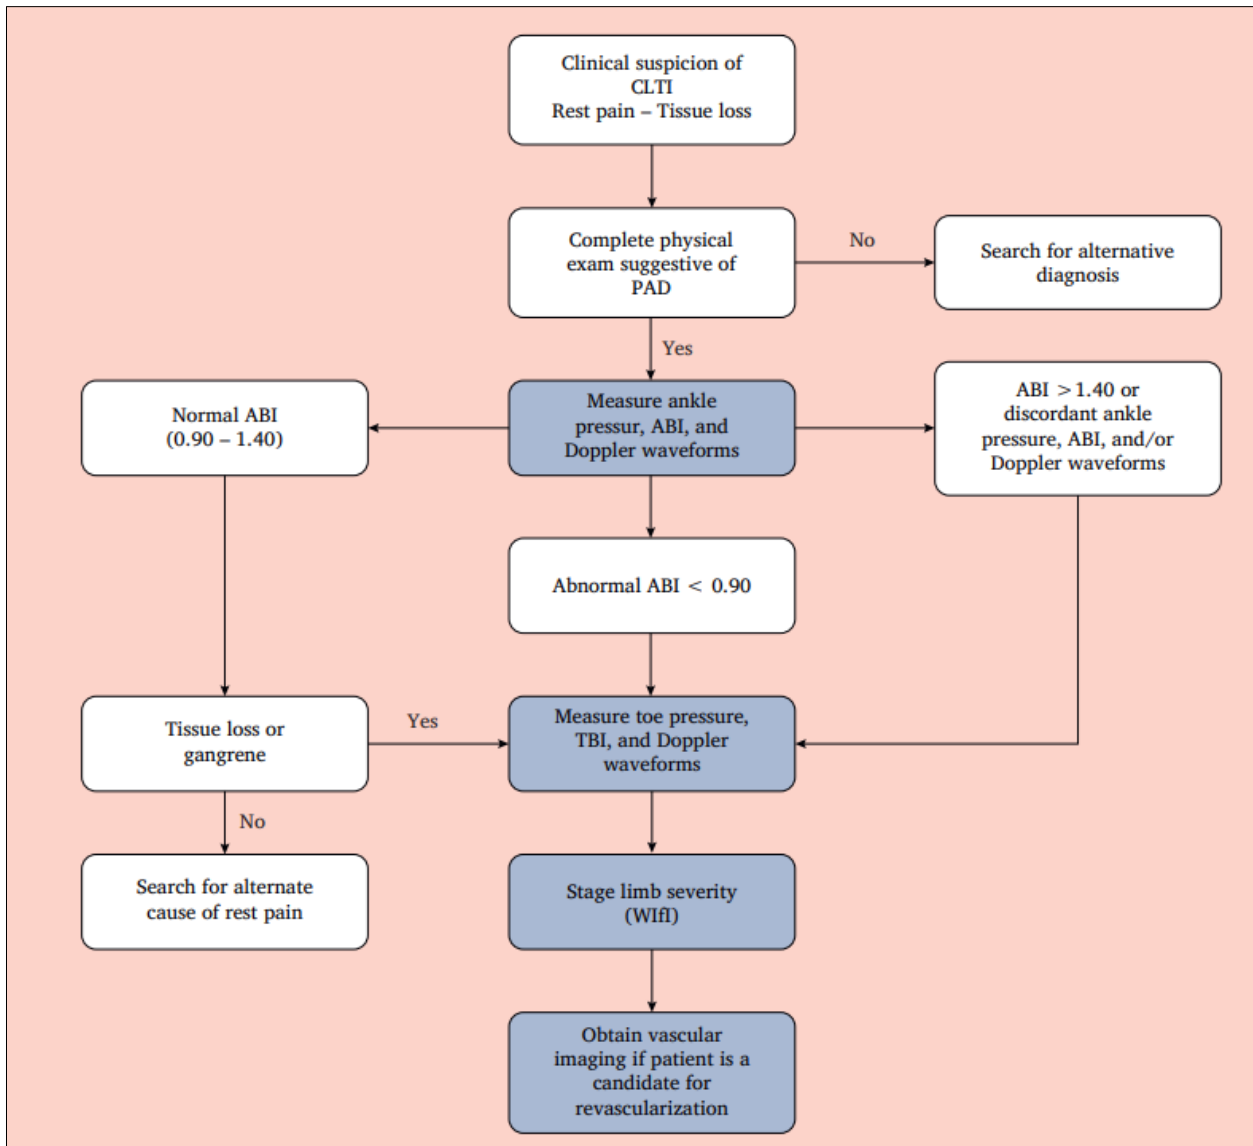 Clinical suspicion of
CLTI
Rest pain – Tissue loss
Complete physical
exam suggestive of
PAD
No
Search for alternative
diagnosis
Yes
Normal ABI
(0.90 – 1.40)
Measure ankle
pressur, ABI, and
Doppler waveforms
ABI >1.40 or
discordant ankle
pressure, ABI, and/or
Doppler waveforms
Abnormal ABI < 0.90
Tissue loss or
gangrene
Yes
Measure toe pressure,
TBI, and Doppler
waveforms
No
Search for alternate
cause of rest pain
Stage limb severity
(WIfI)
Obtain vascular
imaging if patient is a
candidate for
revascularization